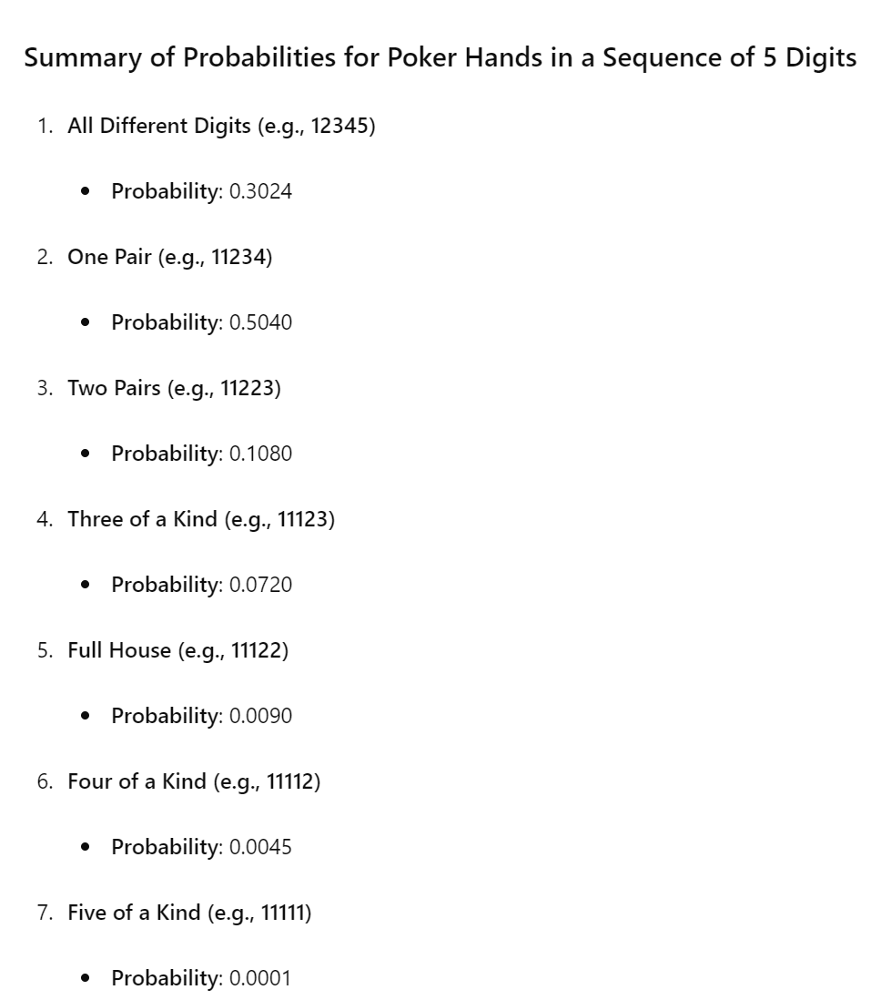 Summary of Probabilities for Poker Hands in a Sequence of 5 Digits
1. All Different Digits (e.g., 12345)
• Probability: 0.3024
2. One Pair (e.g., 11234)
• Probability: 0.5040
3. Two Pairs (e.g., 11223)
• Probability: 0.1080
4. Three of a Kind (e.g., 11123)
• Probability: 0.0720
5. Full House (e.g., 11122)
• Probability: 0.0090
6. Four of a Kind (e.g., 11112)
• Probability: 0.0045
7. Five of a Kind (e.g., 11111)
• Probability: 0.0001